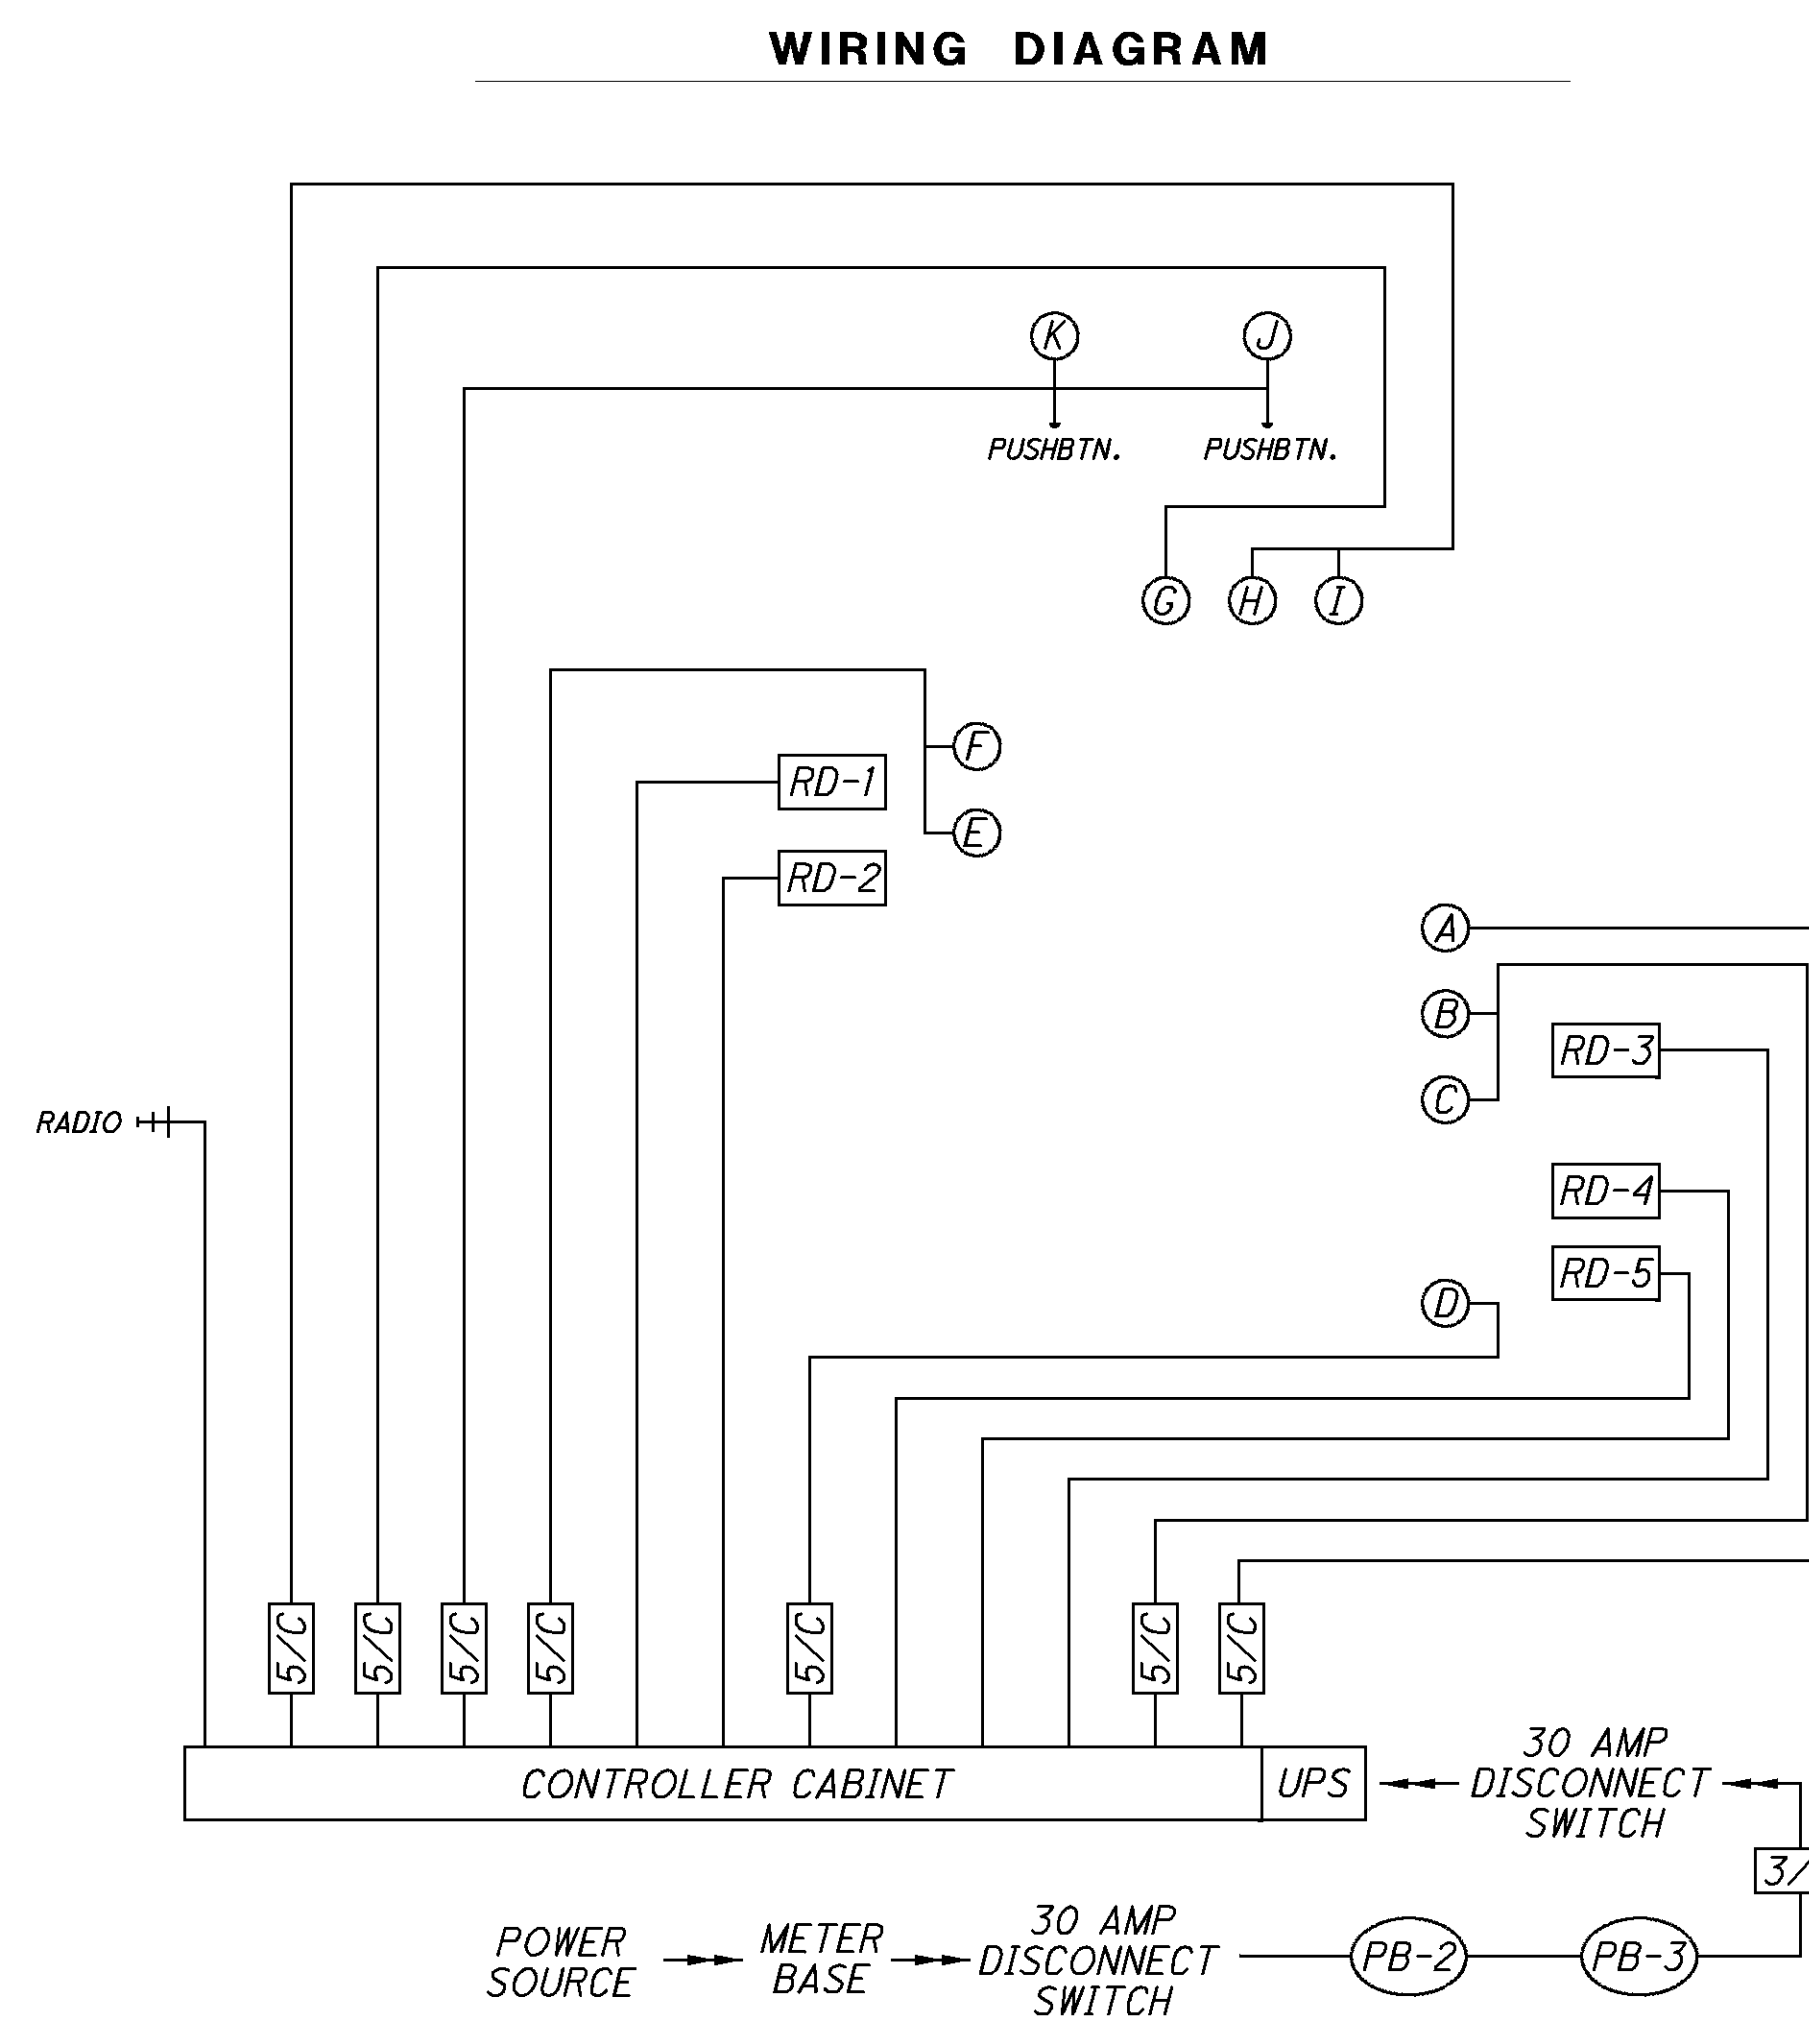 WIRING DIAGRAM
K
J
PUSHBTN.
PUSHBTN.
G
H
I
F
RD-1
E
RD-2
A
B
RD-3
C
RADIO
RD-4
RD-5
D
5/C
5/C
5/C
5/C
5/C
5/C
5/C
CONTROLLER CABINET
UPS
30 AMP
DISCONNECT
SWITCH
3/
POWER
SOURCE
METER
BASE
30 AMP
DISCONNECT
SWITCH
PB-2
PB-3